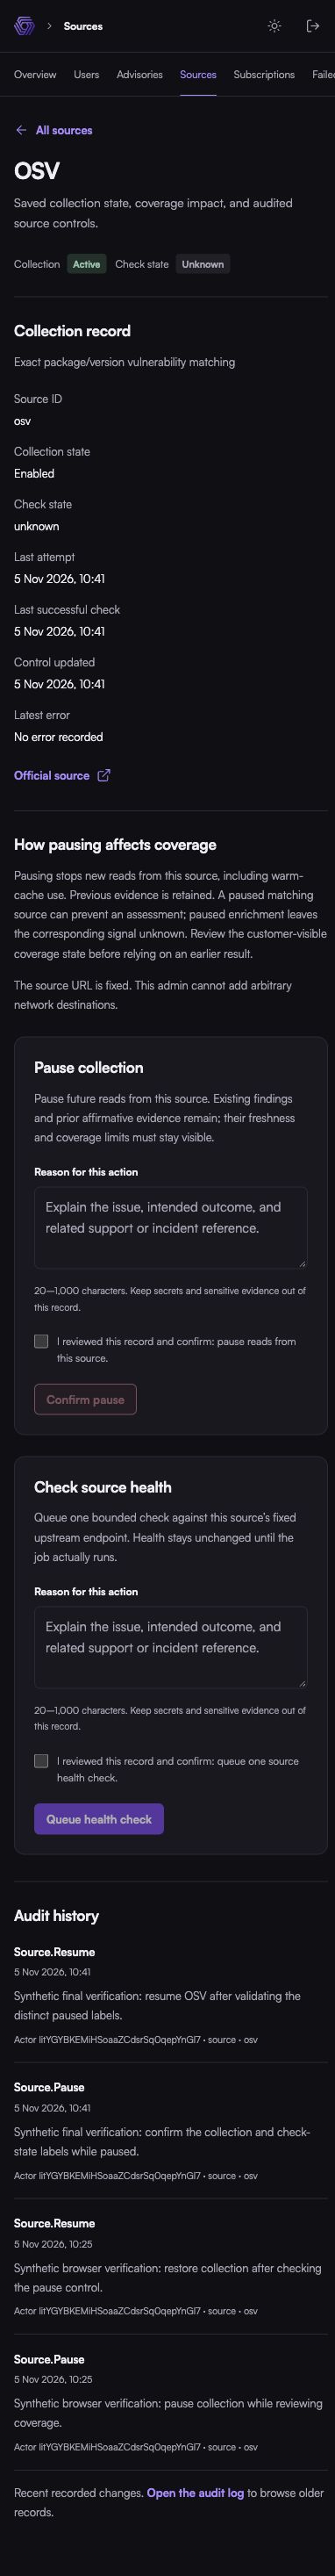 Sources
Overview Users Advisories Sources Subscriptions Failed
All sources
OSV
Saved collection state, coverage impact, and audited
source controls.
Collection Active Check state Unknown
Collection record
Exact package/version vulnerability matching
Source ID
osv
Collection state
Enabled
Check state
unknown
Last attempt
5 Nov 2026, 10:41
Last successful check
5 Nov 2026, 10:41
Control updated
5 Nov 2026, 10:41
Latest error
No error recorded
Official source
How pausing affects coverage
Pausing stops new reads from this source, including warm-
cache use. Previous evidence is retained. A paused matching
source can prevent an assessment; paused enrichment leaves
the corresponding signal unknown. Review the customer-visible
coverage state before relying on an earlier result.
The source URL is fixed. This admin cannot add arbitrary
network destinations.
Pause collection
Pause future reads from this source. Existing findings
and prior affirmative evidence remain; their freshness
and coverage limits must stay visible.
Reason for this action
Explain the issue, intended outcome, and
related support or incident reference.
20–1,000 characters. Keep secrets and sensitive evidence out of
this record.
I reviewed this record and confirm: pause reads from
this source.
Confirm pause
Check source health
Queue one bounded check against this source's fixed
upstream endpoint. Health stays unchanged until the
job actually runs.
Reason for this action
Explain the issue, intended outcome, and
related support or incident reference.
20–1,000 characters. Keep secrets and sensitive evidence out of
this record.
I reviewed this record and confirm: queue one source
health check.
Queue health check
Audit history
Source.Resume
5 Nov 2026, 10:41
Synthetic final verification: resume OSV after validating the
distinct paused labels.
Actor litYGYBKEMiHSoaaZCdsrSq0qepYnGl7 · source · osv
Source.Pause
5 Nov 2026, 10:41
Synthetic final verification: confirm the collection and check-
state labels while paused.
Actor litYGYBKEMiHSoaaZCdsrSq0qepYnGl7 · source · osv
Source.Resume
5 Nov 2026, 10:25
Synthetic browser verification: restore collection after checking
the pause control.
Actor litYGYBKEMiHSoaaZCdsrSq0qepYnGl7 · source · osv
Source.Pause
5 Nov 2026, 10:25
Synthetic browser verification: pause collection while reviewing
coverage.
Actor litYGYBKEMiHSoaaZCdsrSq0qepYnGl7 · source · osv
Recent recorded changes. Open the audit log to browse older
records.